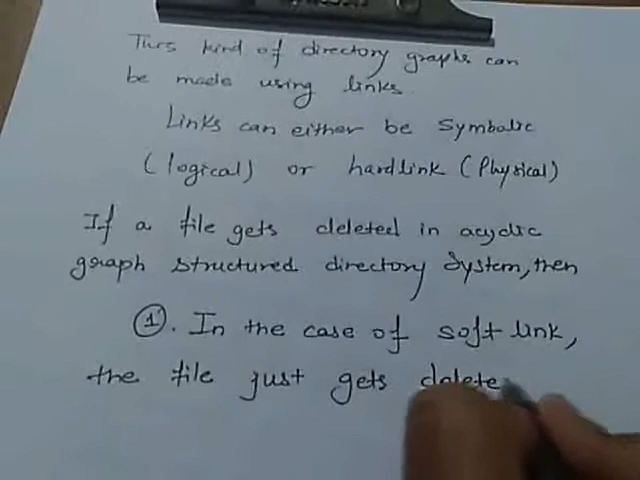 This kind of directory graphs can
be made using links.
Links can either be Symbolic
(logical) or hardlink (Physical)
If a file gets deleted in acyclic
graph structured directory System, then
①. In the case of soft link,
the file just gets delete